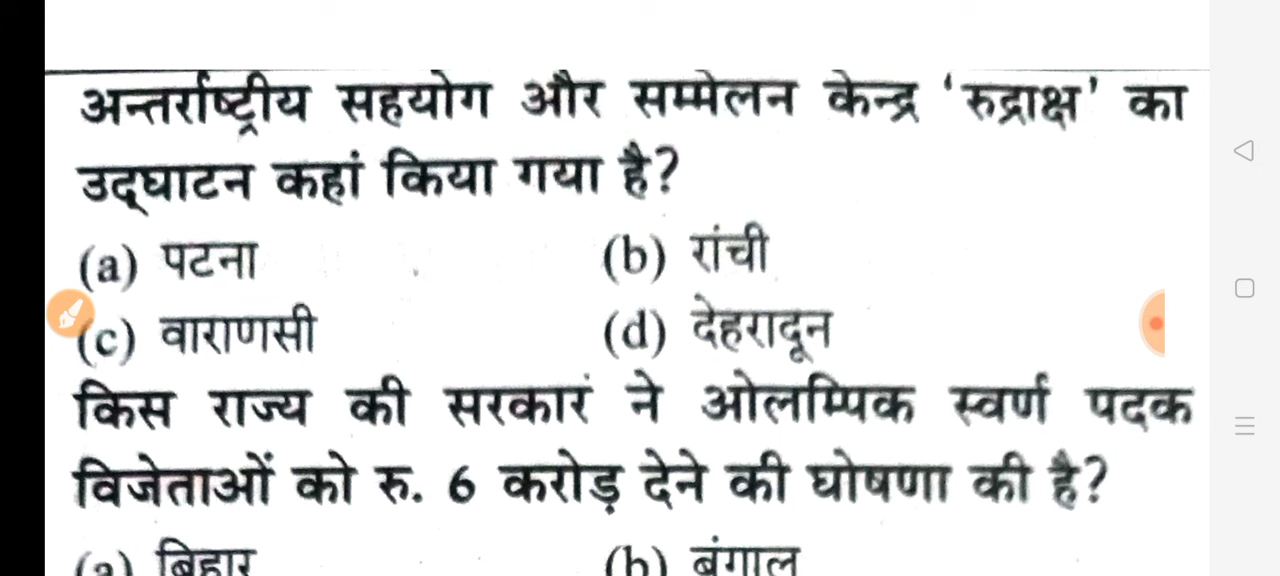 अन्तर्राष्ट्रीय सहयोग और सम्मेलन केन्द्र 'रुद्राक्ष' का
उद्घाटन कहां किया गया है?
(a) पटना (b) रांची
(c) वाराणसी (d) देहरादून
किस राज्य की सरकारं ने ओलम्पिक स्वर्ण पदक
विजेताओं को रु. 6 करोड़ देने की घोषणा की है?
(a) बिहार (b) बंगाल